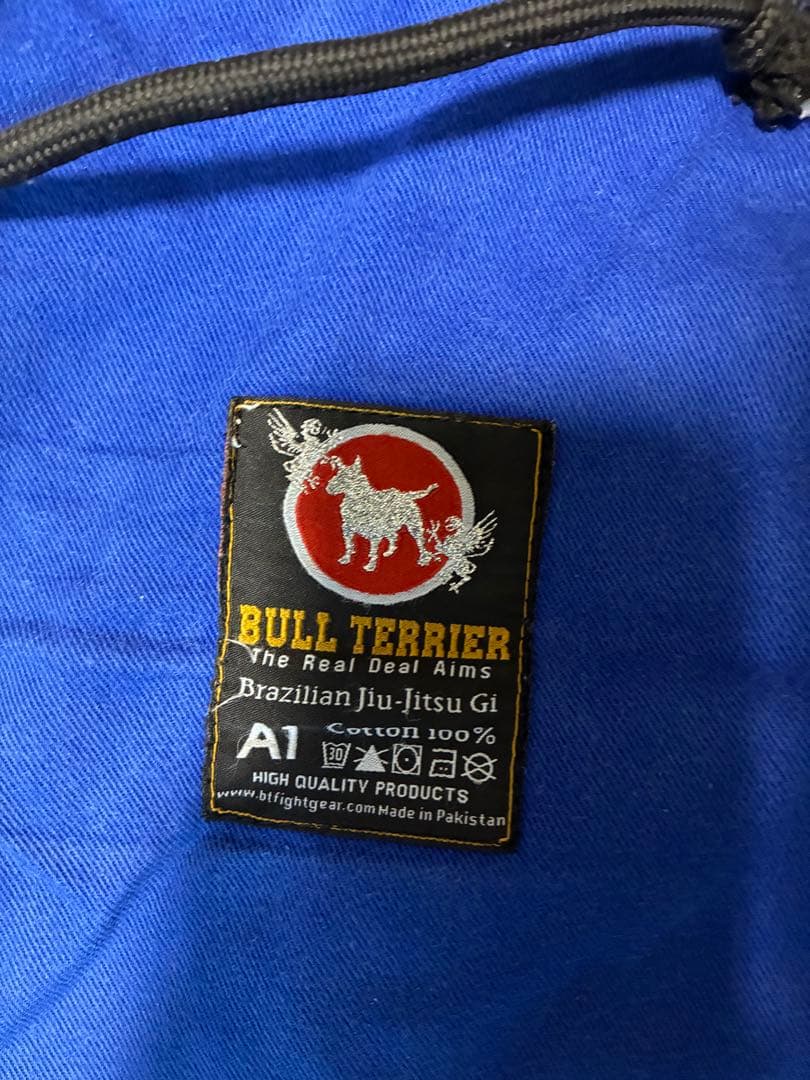 BULL TERRIER
The Real Deal Aims
Brazilian Jiu-Jitsu Gi
A1
Cotton 100%
30
HIGH QUALITY PRODUCTS
www.btfightgear.com Made in Pakistan